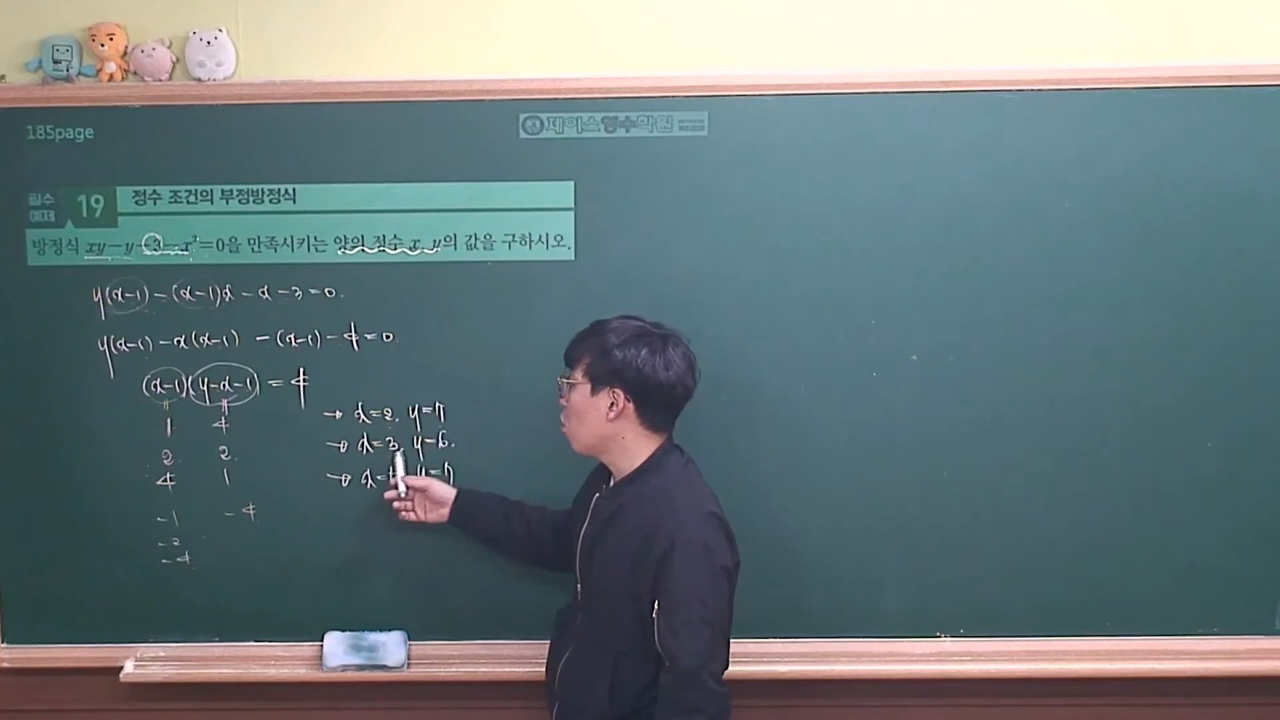 185page
제이스영수학원
필수 예제 19 정수 조건의 부정방정식
방정식 xy-y-3-x²=0을 만족시키는 양의 정수 x, y의 값을 구하시오.
y(x-1)-(x-1)x-x-3=0.
y(x-1)-x(x-1)-(x-1)-4=0
(x-1)(y-x-1)=4
1 4 → x=2, y=7
2 2 → x=3, y=6.
4 1 → x= y=7
-1 -4
-2
-4